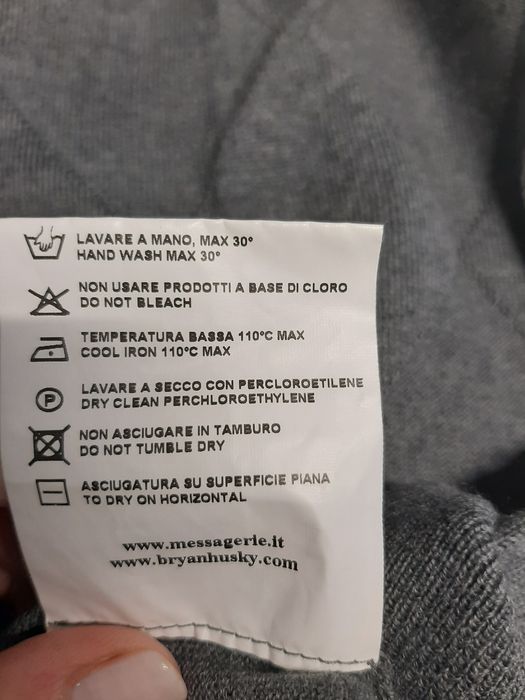 LAVARE A MANO, MAX 30°
HAND WASH MAX 30°
NON USARE PRODOTTI A BASE DI CLORO
DO NOT BLEACH
TEMPERATURA BASSA 110°C MAX
COOL IRON 110°C MAX
P
LAVARE A SECCO CON PERCLOROETILENE
DRY CLEAN PERCHLOROETHYLENE
NON ASCIUGARE IN TAMBURO
DO NOT TUMBLE DRY
ASCIUGATURA SU SUPERFICIE PIANA
TO DRY ON HORIZONTAL
www.messagerie.it
www.bryanhusky.com